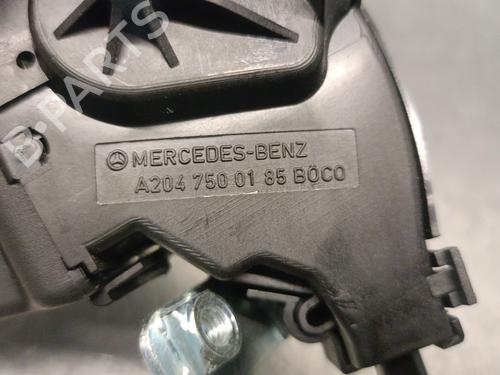 B-PARTS
MERCEDES-BENZ
A204 750 01 85 BÖCO